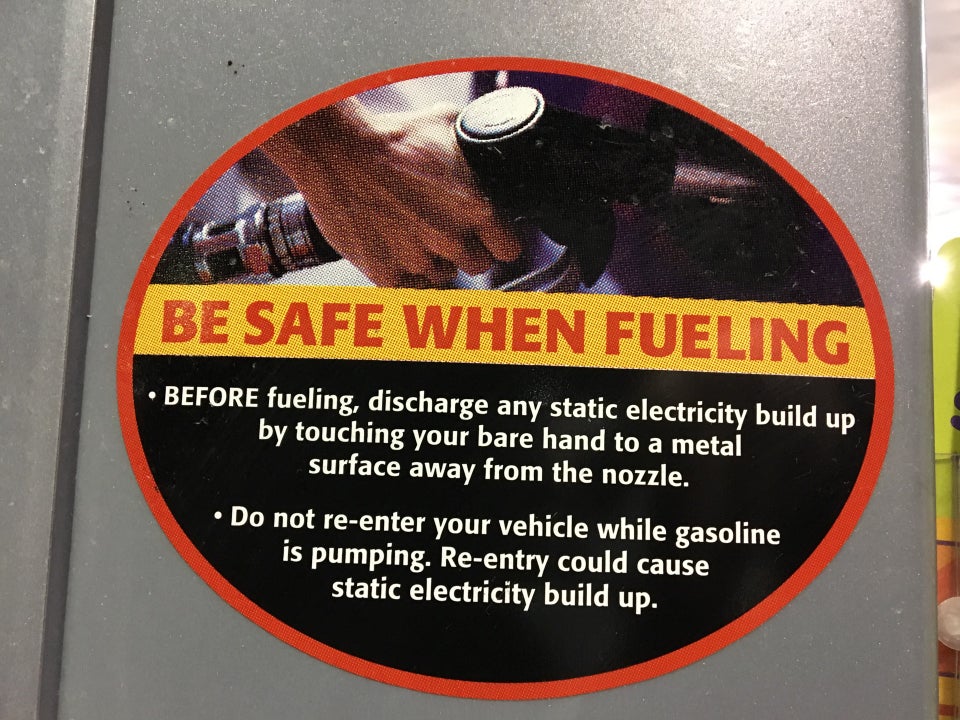 BE SAFE WHEN FUELING
• BEFORE fueling, discharge any static electricity build up
by touching your bare hand to a metal
surface away from the nozzle.
• Do not re-enter your vehicle while gasoline
is pumping. Re-entry could cause
static electricity build up.